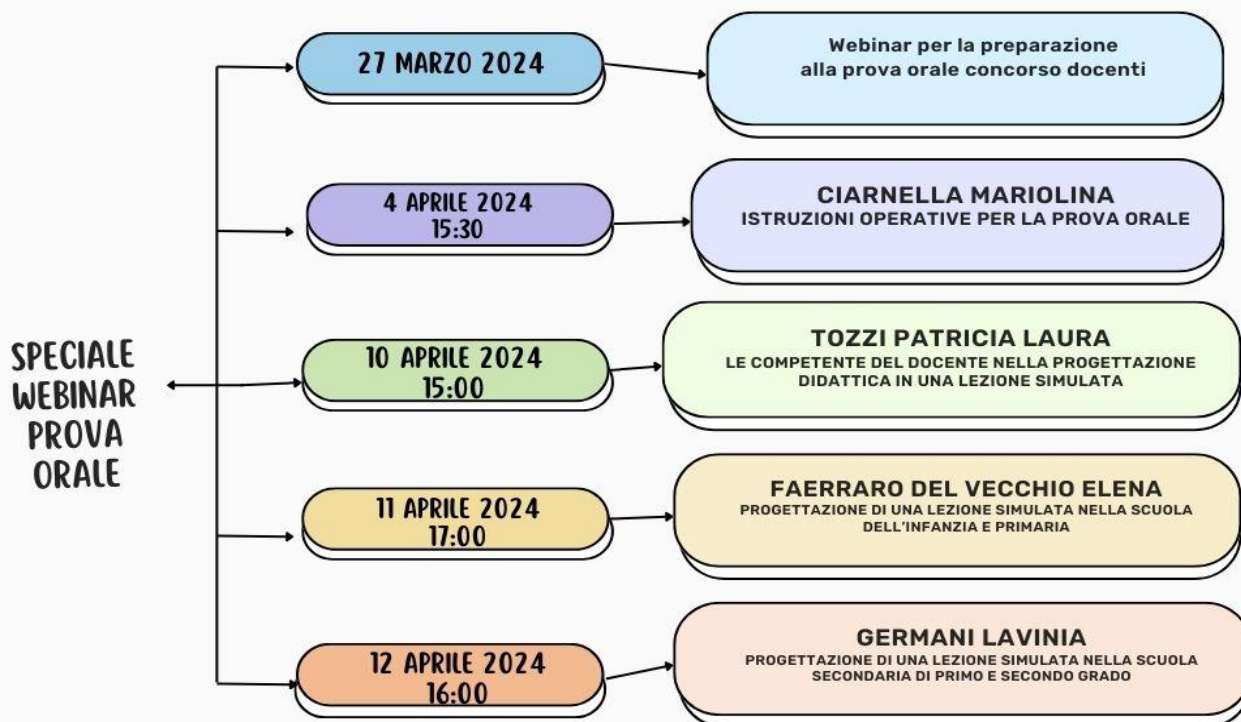 SPECIALE
WEBINAR
PROVA
ORALE
27 MARZO 2024
Webinar per la preparazione
alla prova orale concorso docenti
4 APRILE 2024
15:30
CIARNELLA MARIOLINA
ISTRUZIONI OPERATIVE PER LA PROVA ORALE
10 APRILE 2024
15:00
TOZZI PATRICIA LAURA
LE COMPETENTE DEL DOCENTE NELLA PROGETTAZIONE
DIDATTICA IN UNA LEZIONE SIMULATA
11 APRILE 2024
17:00
FAERRARO DEL VECCHIO ELENA
PROGETTAZIONE DI UNA LEZIONE SIMULATA NELLA SCUOLA
DELL'INFANZIA E PRIMARIA
12 APRILE 2024
16:00
GERMANI LAVINIA
PROGETTAZIONE DI UNA LEZIONE SIMULATA NELLA SCUOLA
SECONDARIA DI PRIMO E SECONDO GRADO